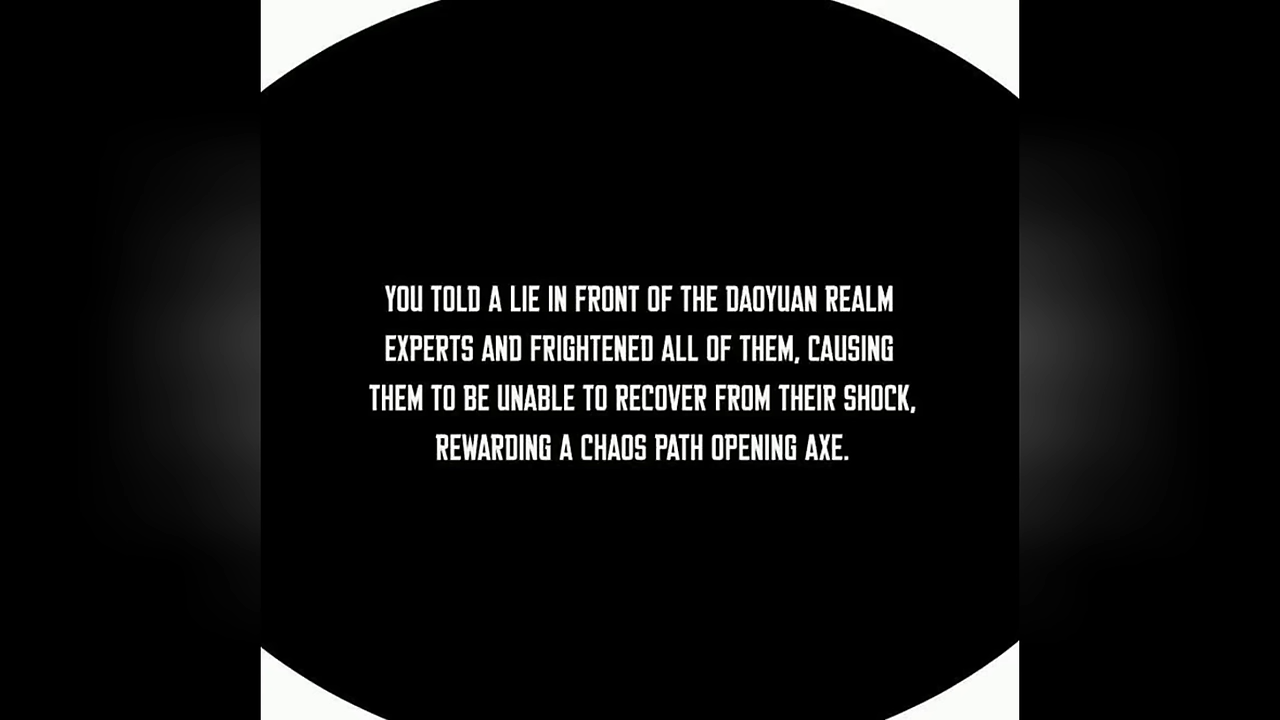 YOU TOLD A LIE IN FRONT OF THE DAOYUAN REALM
EXPERTS AND FRIGHTENED ALL OF THEM, CAUSING
THEM TO BE UNABLE TO RECOVER FROM THEIR SHOCK,
REWARDING A CHAOS PATH OPENING AXE.